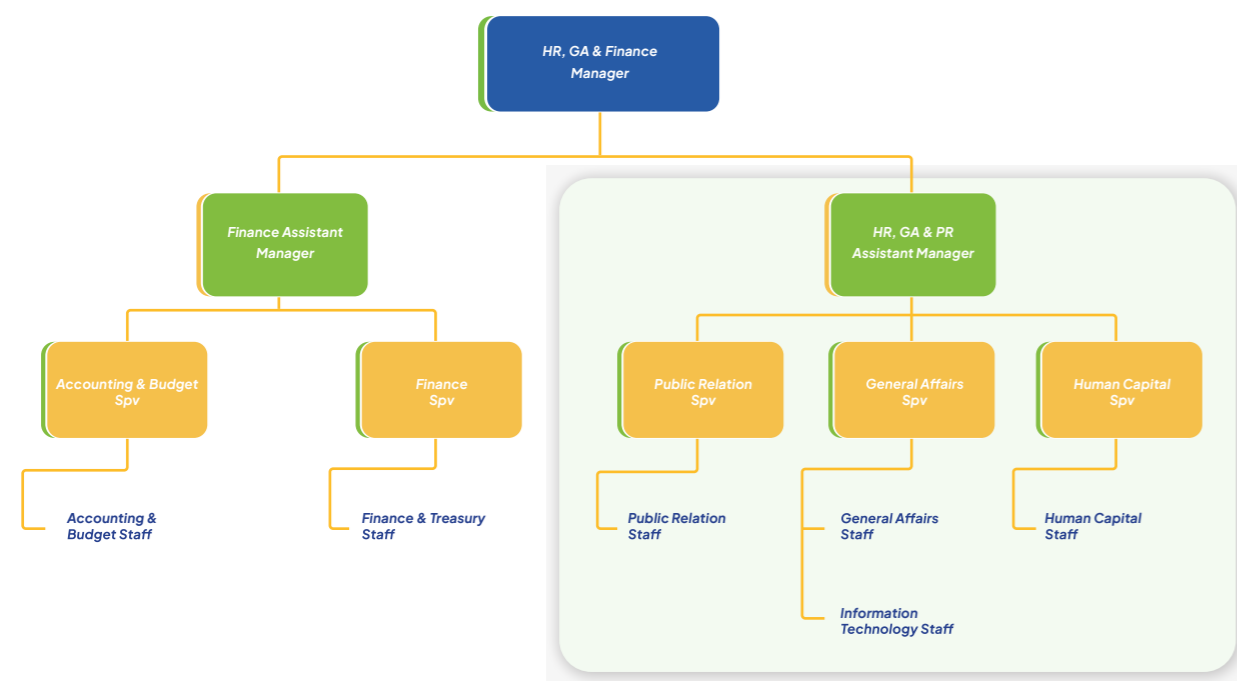 HR, GA & Finance
Manager
Finance Assistant
Manager
HR, GA & PR
Assistant Manager
Accounting & Budget
Spv
Finance
Spv
Public Relation
Spv
General Affairs
Spv
Human Capital
Spv
Accounting &
Budget Staff
Finance & Treasury
Staff
Public Relation
Staff
General Affairs
Staff
Human Capital
Staff
Information
Technology Staff